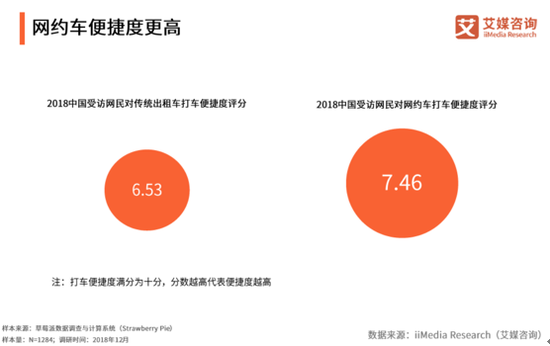 网约车便捷度更高
艾 艾媒咨询
iiMedia Research
2018中国受访网民对传统出租车打车便捷度评分
2018中国受访网民对网约车打车便捷度评分
6.53
7.46
注：打车便捷度满分为十分，分数越高代表便捷度越高
样本来源：草莓派数据调查与计算系统（Strawberry Pie）
样本量：N=1284；调研时间：2018年12月
数据来源：iiMedia Research（艾媒咨询）